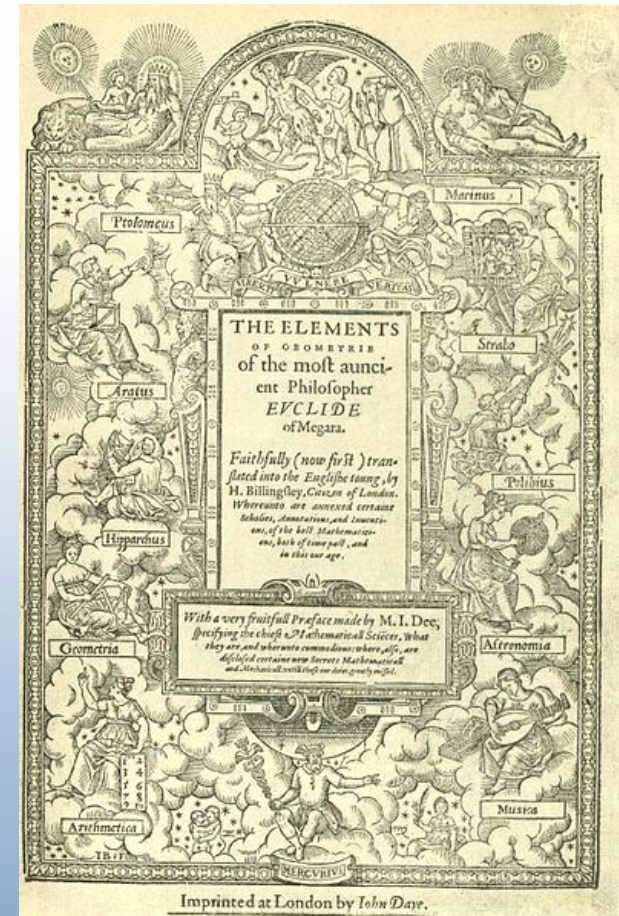 Ptolomeus
Marinus
VIRESCIT VVLNERE VERITAS
Aratus
Strabo
Hipparchus
Polibius
THE ELEMENTS
OF GEOMETRIE
of the most aunci-
ent Philosopher
EVCLIDE
of Megara.
Faithfully (now first) tran-
slated into the Englishe toung, by
H. Billingsley, Citizen of London.
Whereunto are annexed certaine
Scholies, Annotations, and Inuenti-
ons, of the best Mathematici-
ens, both of time past, and
in this our age.
With a very fruitfull Præface made by M. I. Dee,
specifying the chiefe Mathematicall Sciẽces, what
they are, and wherunto commodious: where, also, are
disclosed certaine new Secrets Mathematicall
and Mechanicall, vntill these our daies, greatly missed.
Geometria
Astronomia
Arithmetica
Musica
MERCVRIVS
Imprinted at London by Iohn Daye.